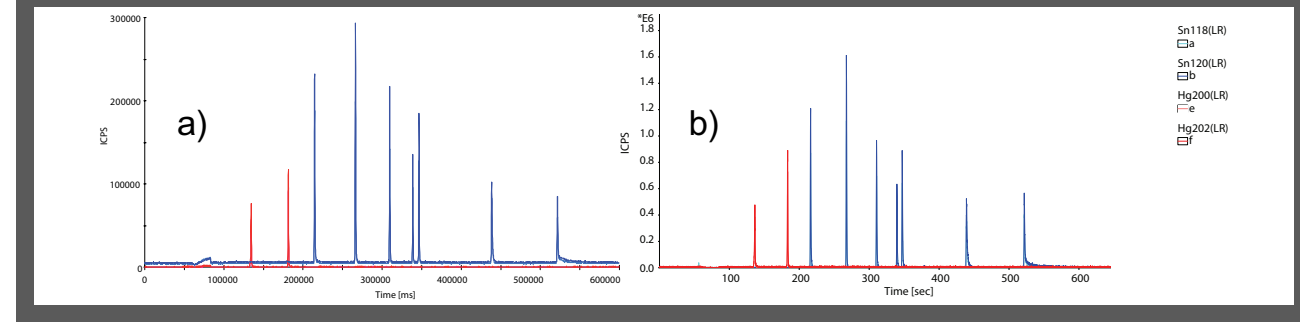 300000
200000
100000
0
ICPS
a)
0
100000
200000
300000
400000
500000
600000
Time [ms]
*E6
1.8
1.6
1.4
1.2
1.0
0.8
0.6
0.4
0.2
0.0
ICPS
b)
100
200
300
400
500
600
Time [sec]
Sn118(LR)
a
Sn120(LR)
b
Hg200(LR)
e
Hg202(LR)
f